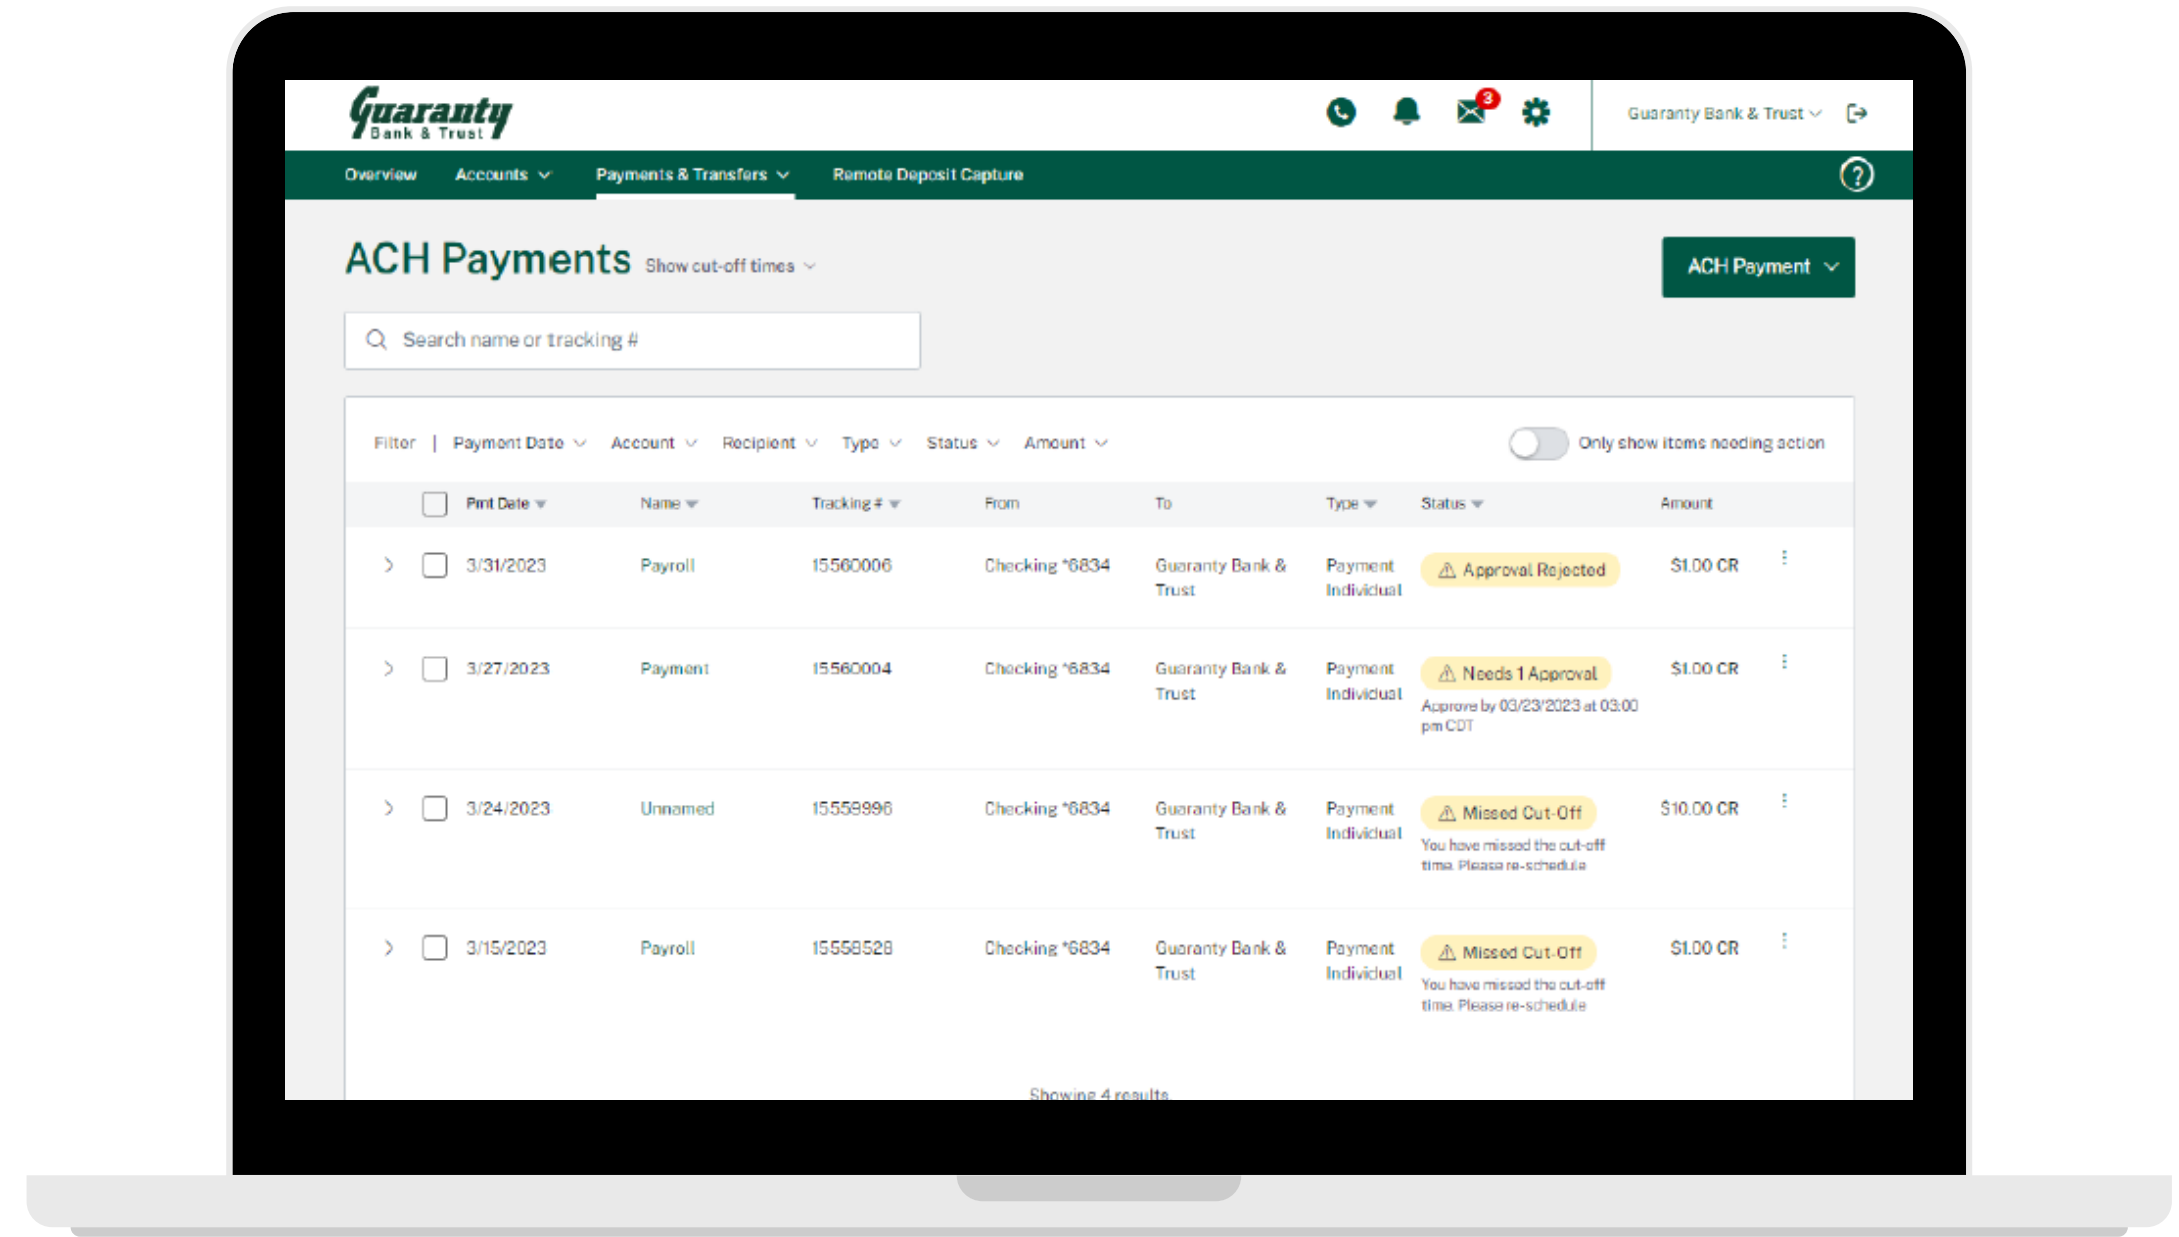 Guaranty
Bank & Trust
3
Guaranty Bank & Trust
Overview Accounts Payments & Transfers Remote Deposit Capture ?
ACH Payments Show cut-off times
ACH Payment
Search name or tracking #
Filter | Payment Date Account Recipient Type Status Amount Only show items needing action
Pmt Date Name Tracking # From To Type Status Amount
3/31/2023 Payroll 15560006 Checking *6834 Guaranty Bank & Payment Approval Rejected $1.00 CR
Trust Individual
3/27/2023 Payment 15560004 Checking *6834 Guaranty Bank & Payment Needs 1 Approval $1.00 CR
Trust Individual
Approve by 03/23/2023 at 03:00
pm CDT
3/24/2023 Unnamed 15559996 Checking *6834 Guaranty Bank & Payment Missed Cut-Off $10.00 CR
Trust Individual
You have missed the cut-off
time. Please re-schedule
3/15/2023 Payroll 15558528 Checking *6834 Guaranty Bank & Payment Missed Cut-Off $1.00 CR
Trust Individual
You have missed the cut-off
time. Please re-schedule
Showing 4 results